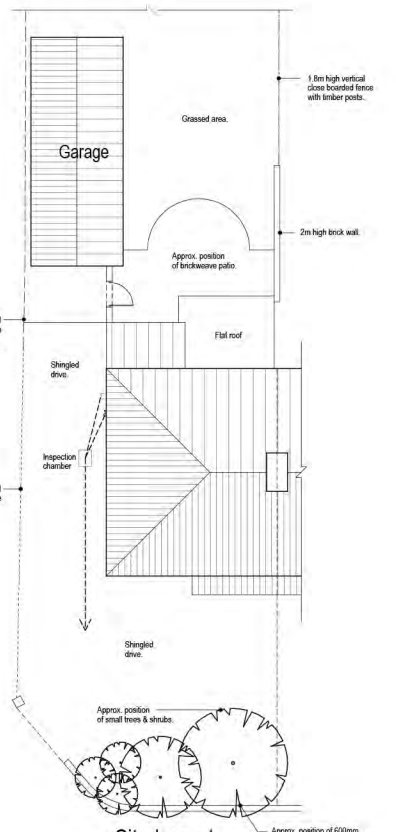 1.8m high vertical
close boarded fence
with timber posts.
Grassed area.
Garage
2m high brick wall.
Approx. position
of brickweave patio.
Flat roof
Shingled
drive.
Inspection
chamber
Shingled
drive.
Approx. position
of small trees & shrubs.
Approx. position of 600mm